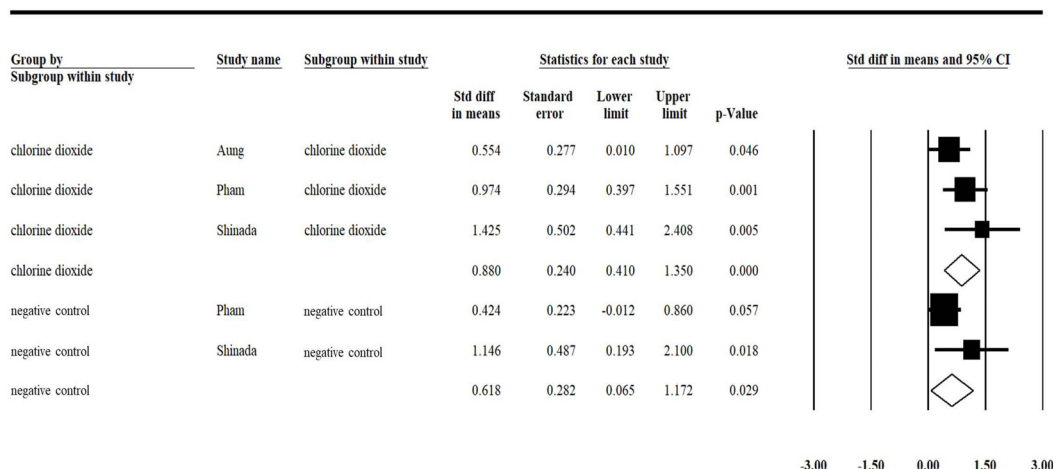 Group by Study name Subgroup within study Statistics for each study Std diff in means and 95% CI
Subgroup within study
Std diff Standard Lower Upper
in means error limit limit p-Value
chlorine dioxide Aung chlorine dioxide 0.554 0.277 0.010 1.097 0.046
chlorine dioxide Pham chlorine dioxide 0.974 0.294 0.397 1.551 0.001
chlorine dioxide Shinada chlorine dioxide 1.425 0.502 0.441 2.408 0.005
chlorine dioxide 0.880 0.240 0.410 1.350 0.000
negative control Pham negative control 0.424 0.223 -0.012 0.860 0.057
negative control Shinada negative control 1.146 0.487 0.193 2.100 0.018
negative control 0.618 0.282 0.065 1.172 0.029
-3.00 -1.50 0.00 1.50 3.00